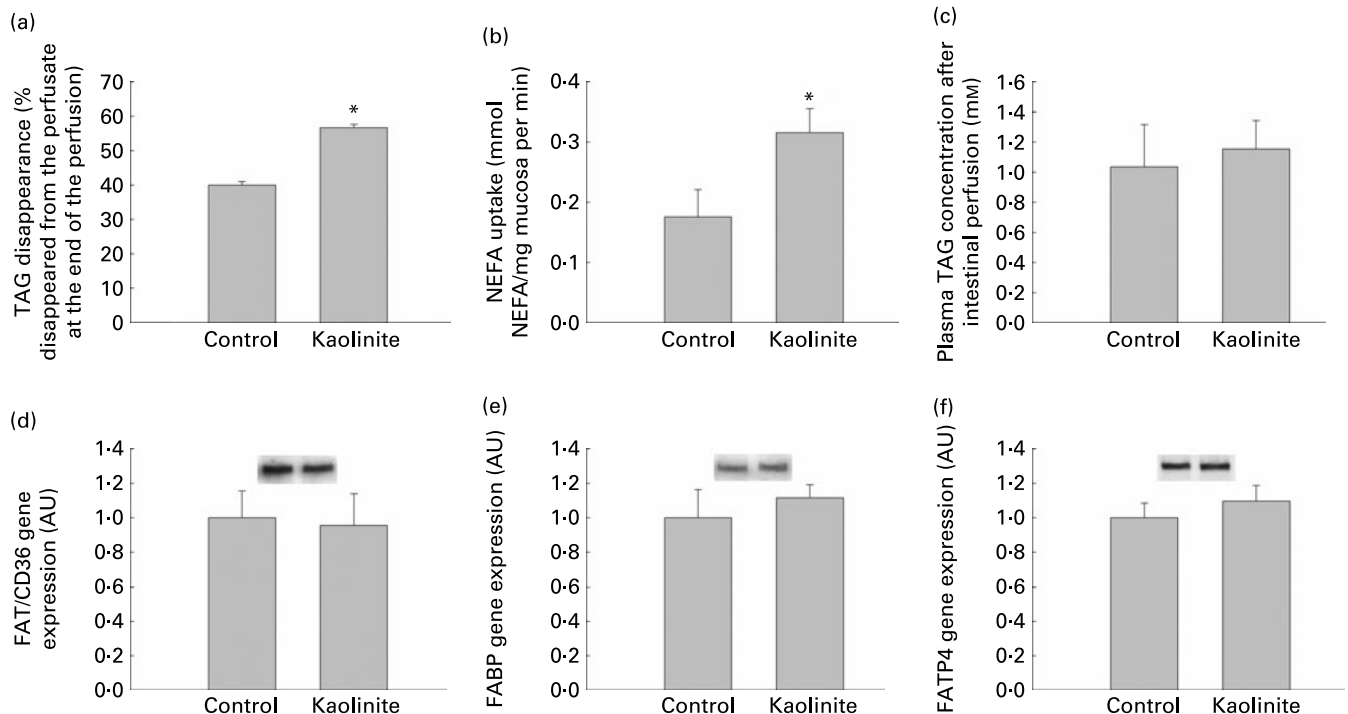 (a)
TAG disappearance (%
disappeared from the perfusate
at the end of the perfusion)
70
60
50
40
30
20
10
0
*
Control Kaolinite
(b)
NEFA uptake (mmol
NEFA/mg mucosa per min)
0·4
0·3
0·2
0·1
0·0
*
Control Kaolinite
(c)
Plasma TAG concentration after
intestinal perfusion (mM)
1·6
1·4
1·2
1·0
0·8
0·6
0·4
0·2
0·0
Control Kaolinite
(d)
FAT/CD36 gene
expression (AU)
1·4
1·2
1·0
0·8
0·6
0·4
0·2
0·0
Control Kaolinite
(e)
FABP gene expression (AU)
1·4
1·2
1·0
0·8
0·6
0·4
0·2
0·0
Control Kaolinite
(f)
FATP4 gene expression (AU)
1·4
1·2
1·0
0·8
0·6
0·4
0·2
0·0
Control Kaolinite